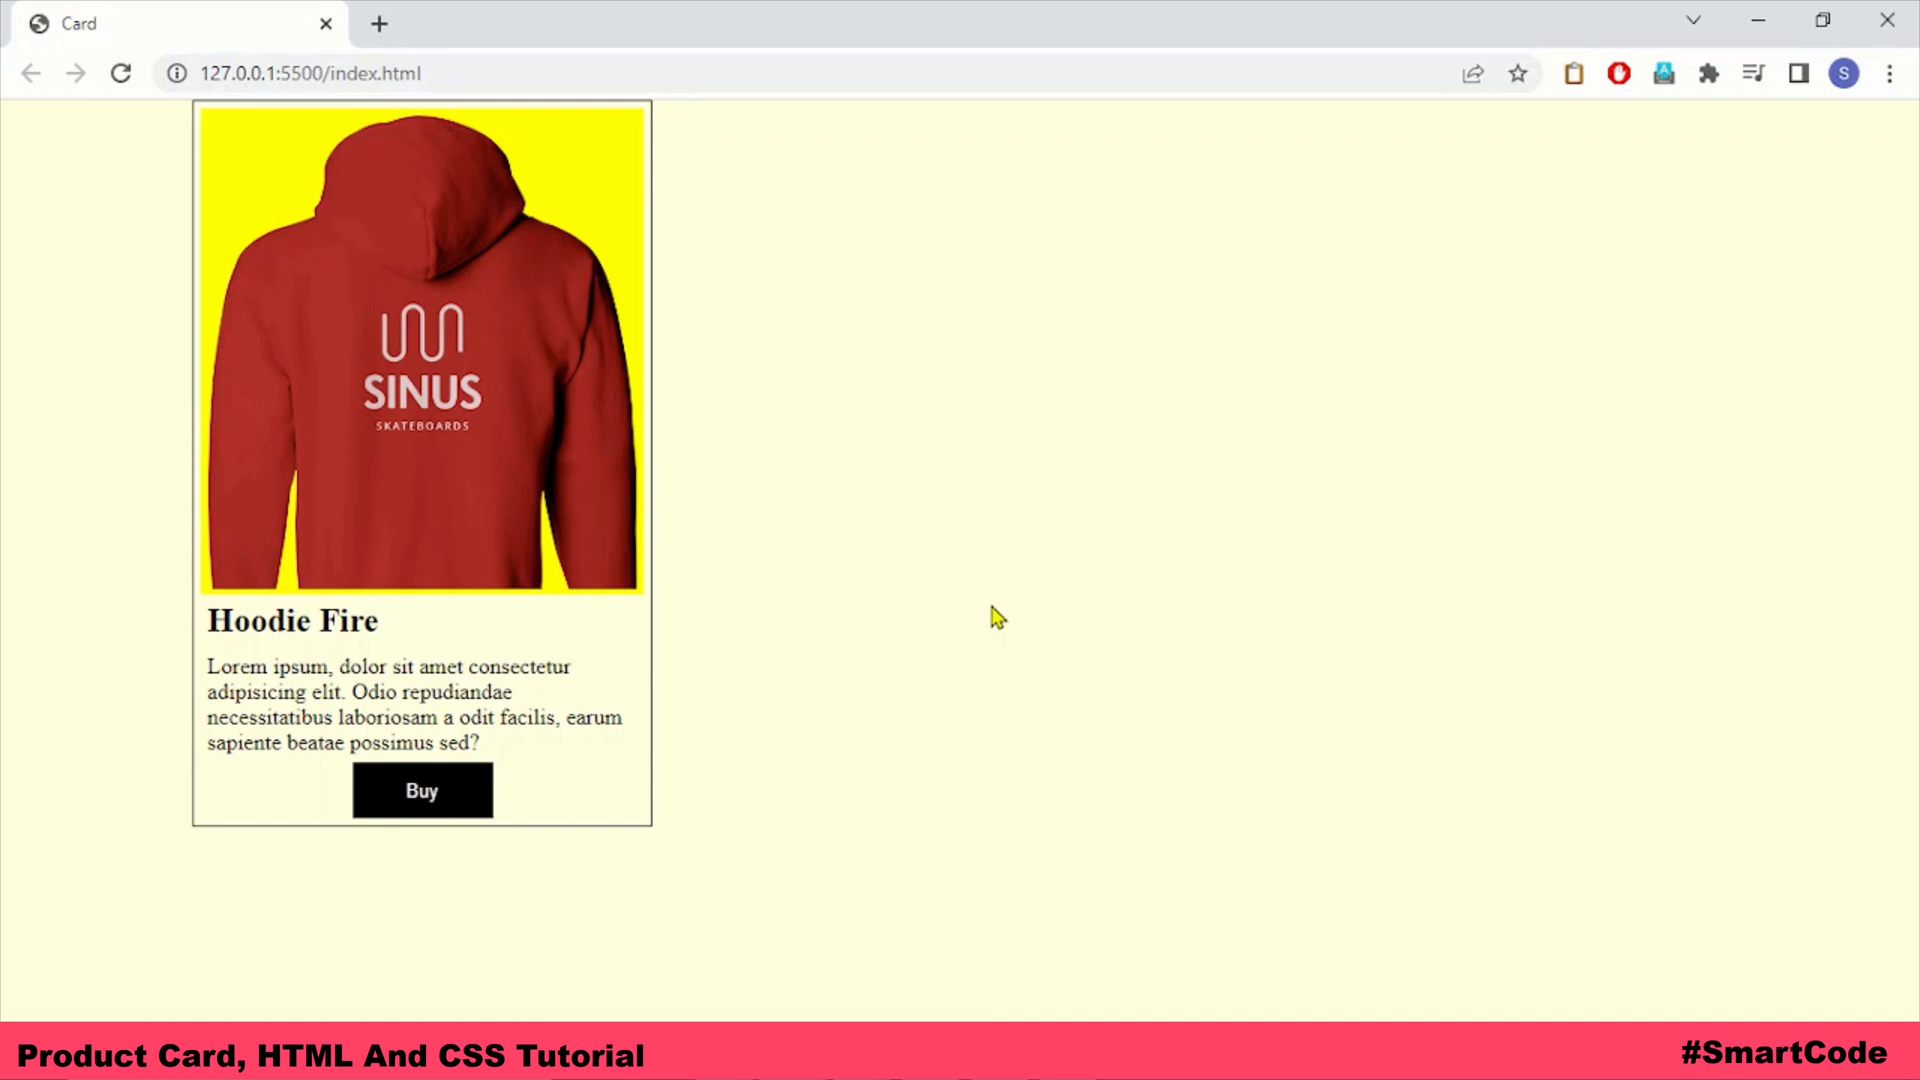 Card
127.0.0.1:5500/index.html
S
SINUS
SKATEBOARDS
Hoodie Fire
Lorem ipsum, dolor sit amet consectetur
adipisicing elit. Odio repudiandae
necessitatibus laboriosam a odit facilis, earum
sapiente beatae possimus sed?
Buy
Product Card, HTML And CSS Tutorial
#SmartCode